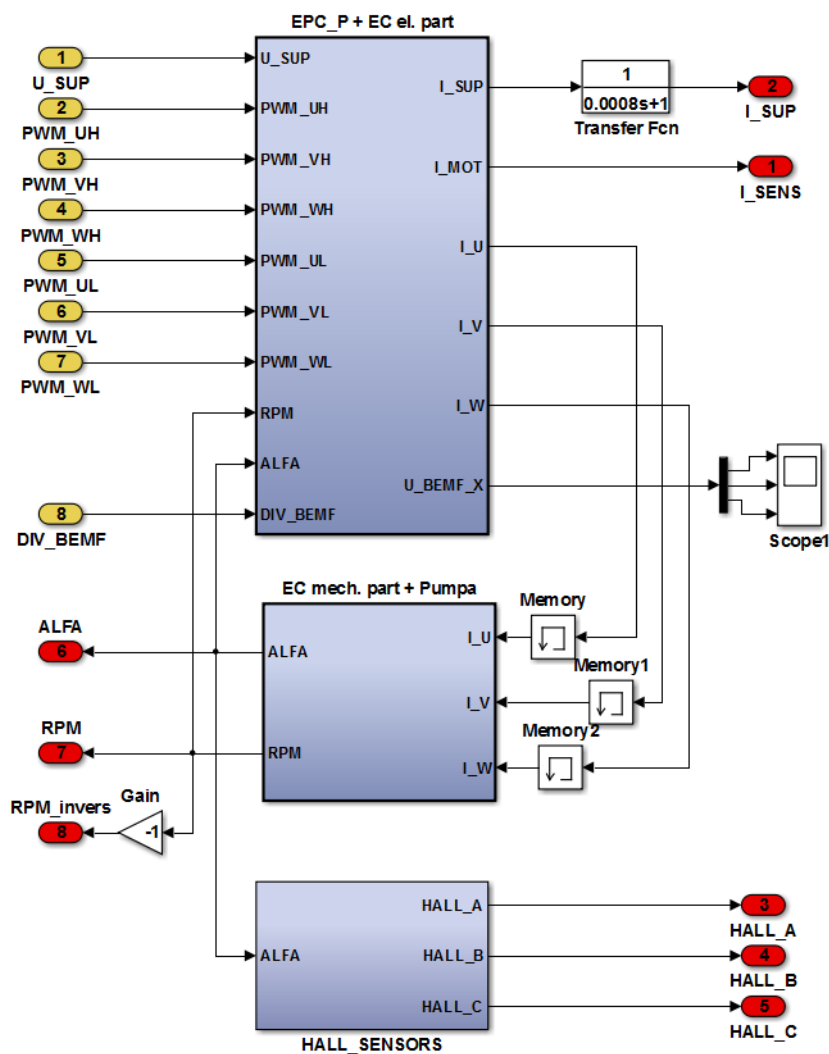 EPC_P + EC el. part
1
U_SUP
2
PWM_UH
3
PWM_VH
4
PWM_WH
5
PWM_UL
6
PWM_VL
7
PWM_WL
8
DIV_BEMF
U_SUP
PWM_UH
PWM_VH
PWM_WH
PWM_UL
PWM_VL
PWM_WL
RPM
ALFA
DIV_BEMF
I_SUP
I_MOT
I_U
I_V
I_W
U_BEMF_X
1
0.0008s+1
Transfer Fcn
2
I_SUP
1
I_SENS
Scope1
EC mech. part + Pumpa
ALFA
RPM
I_U
I_V
I_W
Memory
Memory1
Memory2
ALFA
6
RPM
7
RPM_invers
8
Gain
-1
ALFA
HALL_A
HALL_B
HALL_C
HALL_SENSORS
3
HALL_A
4
HALL_B
5
HALL_C